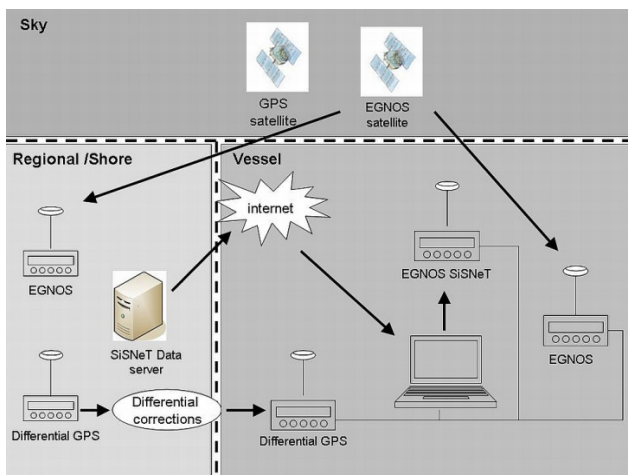 Sky
GPS
satellite
EGNOS
satellite
Regional /Shore
Vessel
internet
EGNOS
EGNOS SiSNeT
SiSNeT Data
server
EGNOS
Differential
corrections
Differential GPS
Differential GPS